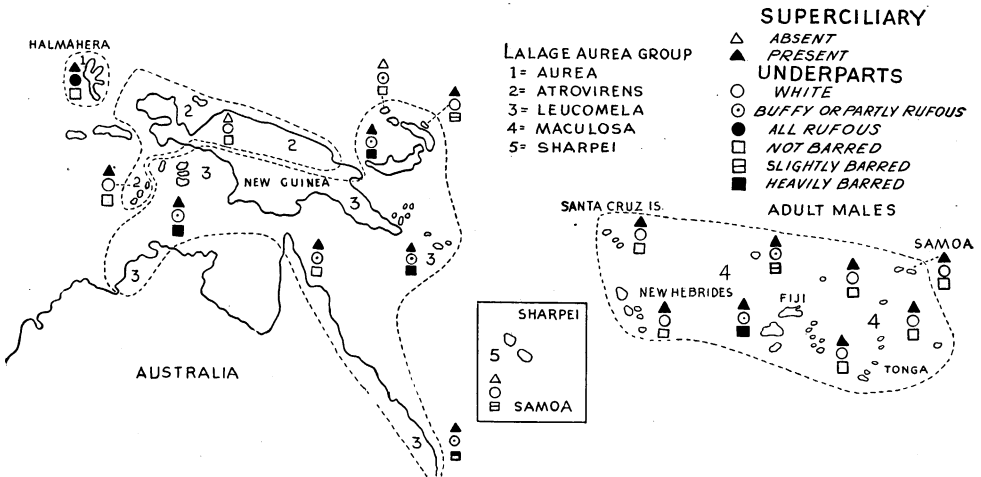 HALMAHERA
1
2
2
2
3
NEW GUINEA
3
3
3
AUSTRALIA
3
LALAGE AUREA GROUP
1= AUREA
2= ATROVIRENS
3= LEUCOMELA
4= MACULOSA
5= SHARPEI
SUPERCILIARY
ABSENT
PRESENT
UNDERPARTS
WHITE
BUFFY OR PARTLY RUFOUS
ALL RUFOUS
NOT BARRED
SLIGHTLY BARRED
HEAVILY BARRED
ADULT MALES
SANTA CRUZ IS.
SAMOA
4
NEW HEBRIDES
FIJI
4
TONGA
SHARPEI
5
SAMOA